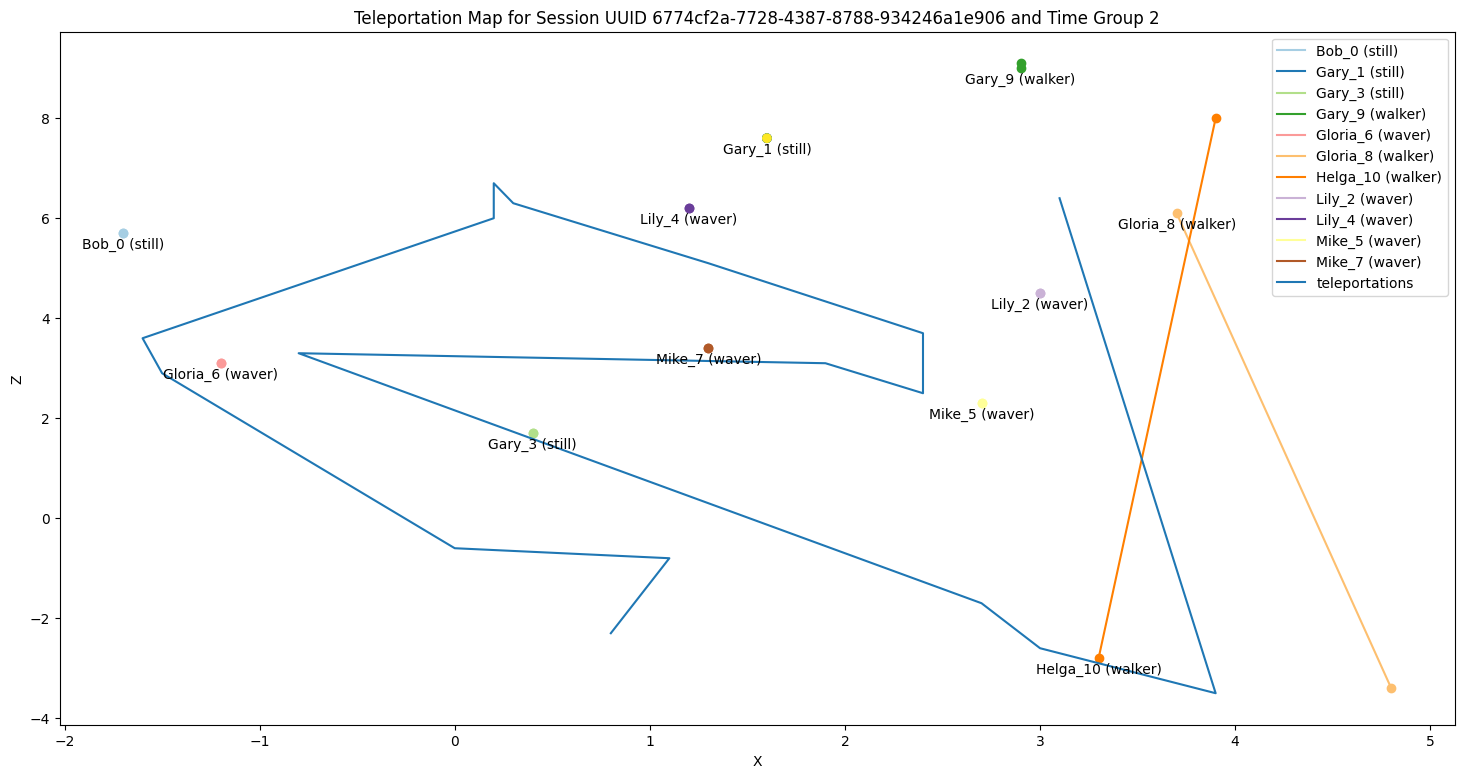 Teleportation Map for Session UUID 6774cf2a-7728-4387-8788-934246a1e906 and Time Group 2
Bob_0 (still)
Gary_1 (still)
Gary_3 (still)
Gary_9 (walker)
Gloria_6 (waver)
Gloria_8 (walker)
Helga_10 (walker)
Lily_2 (waver)
Lily_4 (waver)
Mike_5 (waver)
Mike_7 (waver)
teleportations
Gary_9 (walker)
Gary_1 (still)
Lily_4 (waver)
Gloria_8 (walker)
Bob_0 (still)
Lily_2 (waver)
Mike_7 (waver)
Gloria_6 (waver)
Mike_5 (waver)
Gary_3 (still)
Helga_10 (walker)
8
6
4
2
0
−2
−4
Z
−2
−1
0
1
2
3
4
5
X